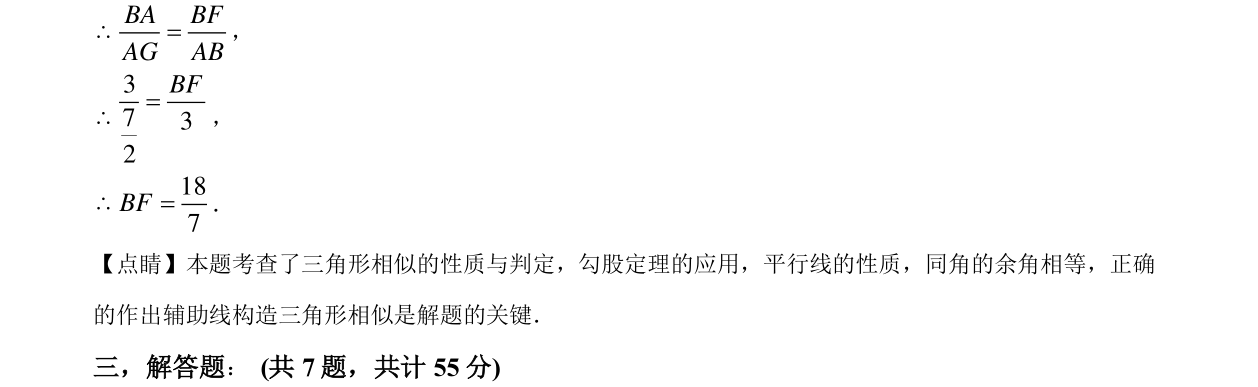 ∴ BA/AG = BF/AB，
∴ 3/(7/2) = BF/3，
∴ BF = 18/7．
【点睛】本题考查了三角形相似的性质与判定，勾股定理的应用，平行线的性质，同角的余角相等，正确
的作出辅助线构造三角形相似是解题的关键．
三，解答题： (共 7 题，共计 55 分)